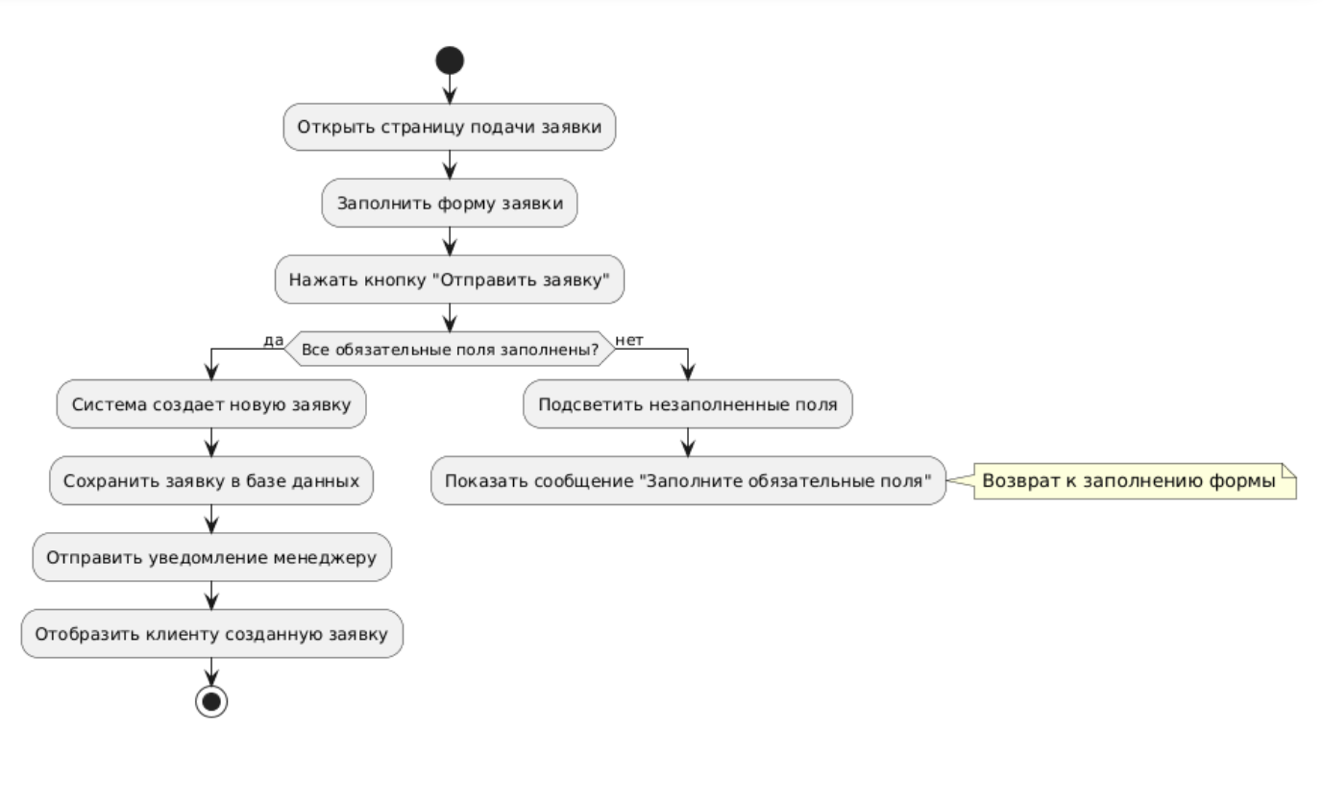 Открыть страницу подачи заявки
Заполнить форму заявки
Нажать кнопку "Отправить заявку"
да
Все обязательные поля заполнены?
нет
Система создает новую заявку
Подсветить незаполненные поля
Сохранить заявку в базе данных
Показать сообщение "Заполните обязательные поля"
Возврат к заполнению формы
Отправить уведомление менеджеру
Отобразить клиенту созданную заявку